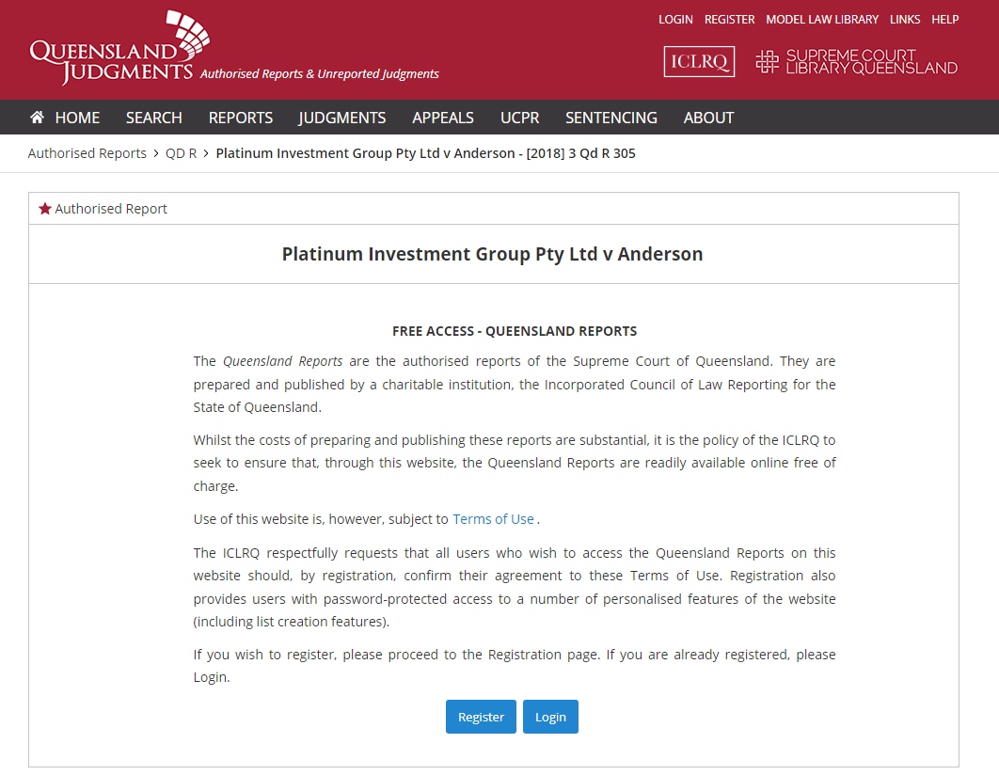 LOGIN REGISTER MODEL LAW LIBRARY LINKS HELP
QUEENSLAND
JUDGMENTS Authorised Reports & Unreported Judgments
ICLRQ
SUPREME COURT
LIBRARY QUEENSLAND
HOME SEARCH REPORTS JUDGMENTS APPEALS UCPR SENTENCING ABOUT
Authorised Reports > QD R > Platinum Investment Group Pty Ltd v Anderson - [2018] 3 Qd R 305
Authorised Report
Platinum Investment Group Pty Ltd v Anderson
FREE ACCESS - QUEENSLAND REPORTS
The Queensland Reports are the authorised reports of the Supreme Court of Queensland. They are
prepared and published by a charitable institution, the Incorporated Council of Law Reporting for the
State of Queensland.
Whilst the costs of preparing and publishing these reports are substantial, it is the policy of the ICLRQ to
seek to ensure that, through this website, the Queensland Reports are readily available online free of
charge.
Use of this website is, however, subject to Terms of Use .
The ICLRQ respectfully requests that all users who wish to access the Queensland Reports on this
website should, by registration, confirm their agreement to these Terms of Use. Registration also
provides users with password-protected access to a number of personalised features of the website
(including list creation features).
If you wish to register, please proceed to the Registration page. If you are already registered, please
Login.
Register Login